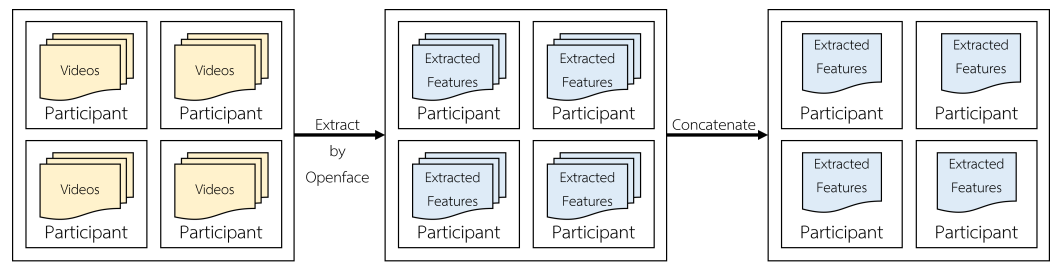 Videos
Participant
Videos
Participant
Videos
Participant
Videos
Participant
Extract
by
Openface
Extracted
Features
Participant
Extracted
Features
Participant
Extracted
Features
Participant
Extracted
Features
Participant
Concatenate
Extracted
Features
Participant
Extracted
Features
Participant
Extracted
Features
Participant
Extracted
Features
Participant